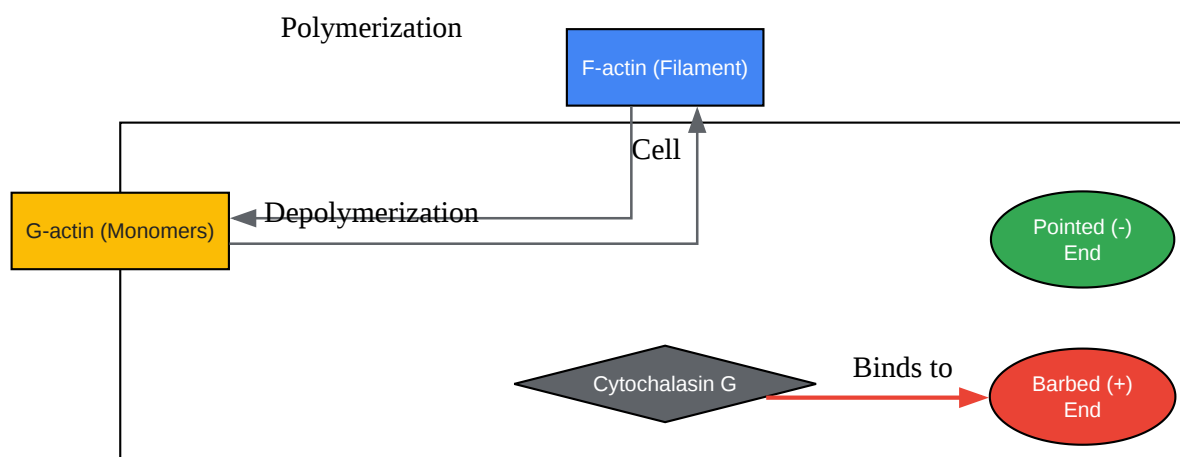 Polymerization
F-actin (Filament)
Cell
Depolymerization
G-actin (Monomers)
Pointed (-)
End
Cytochalasin G
Binds to
Barbed (+)
End